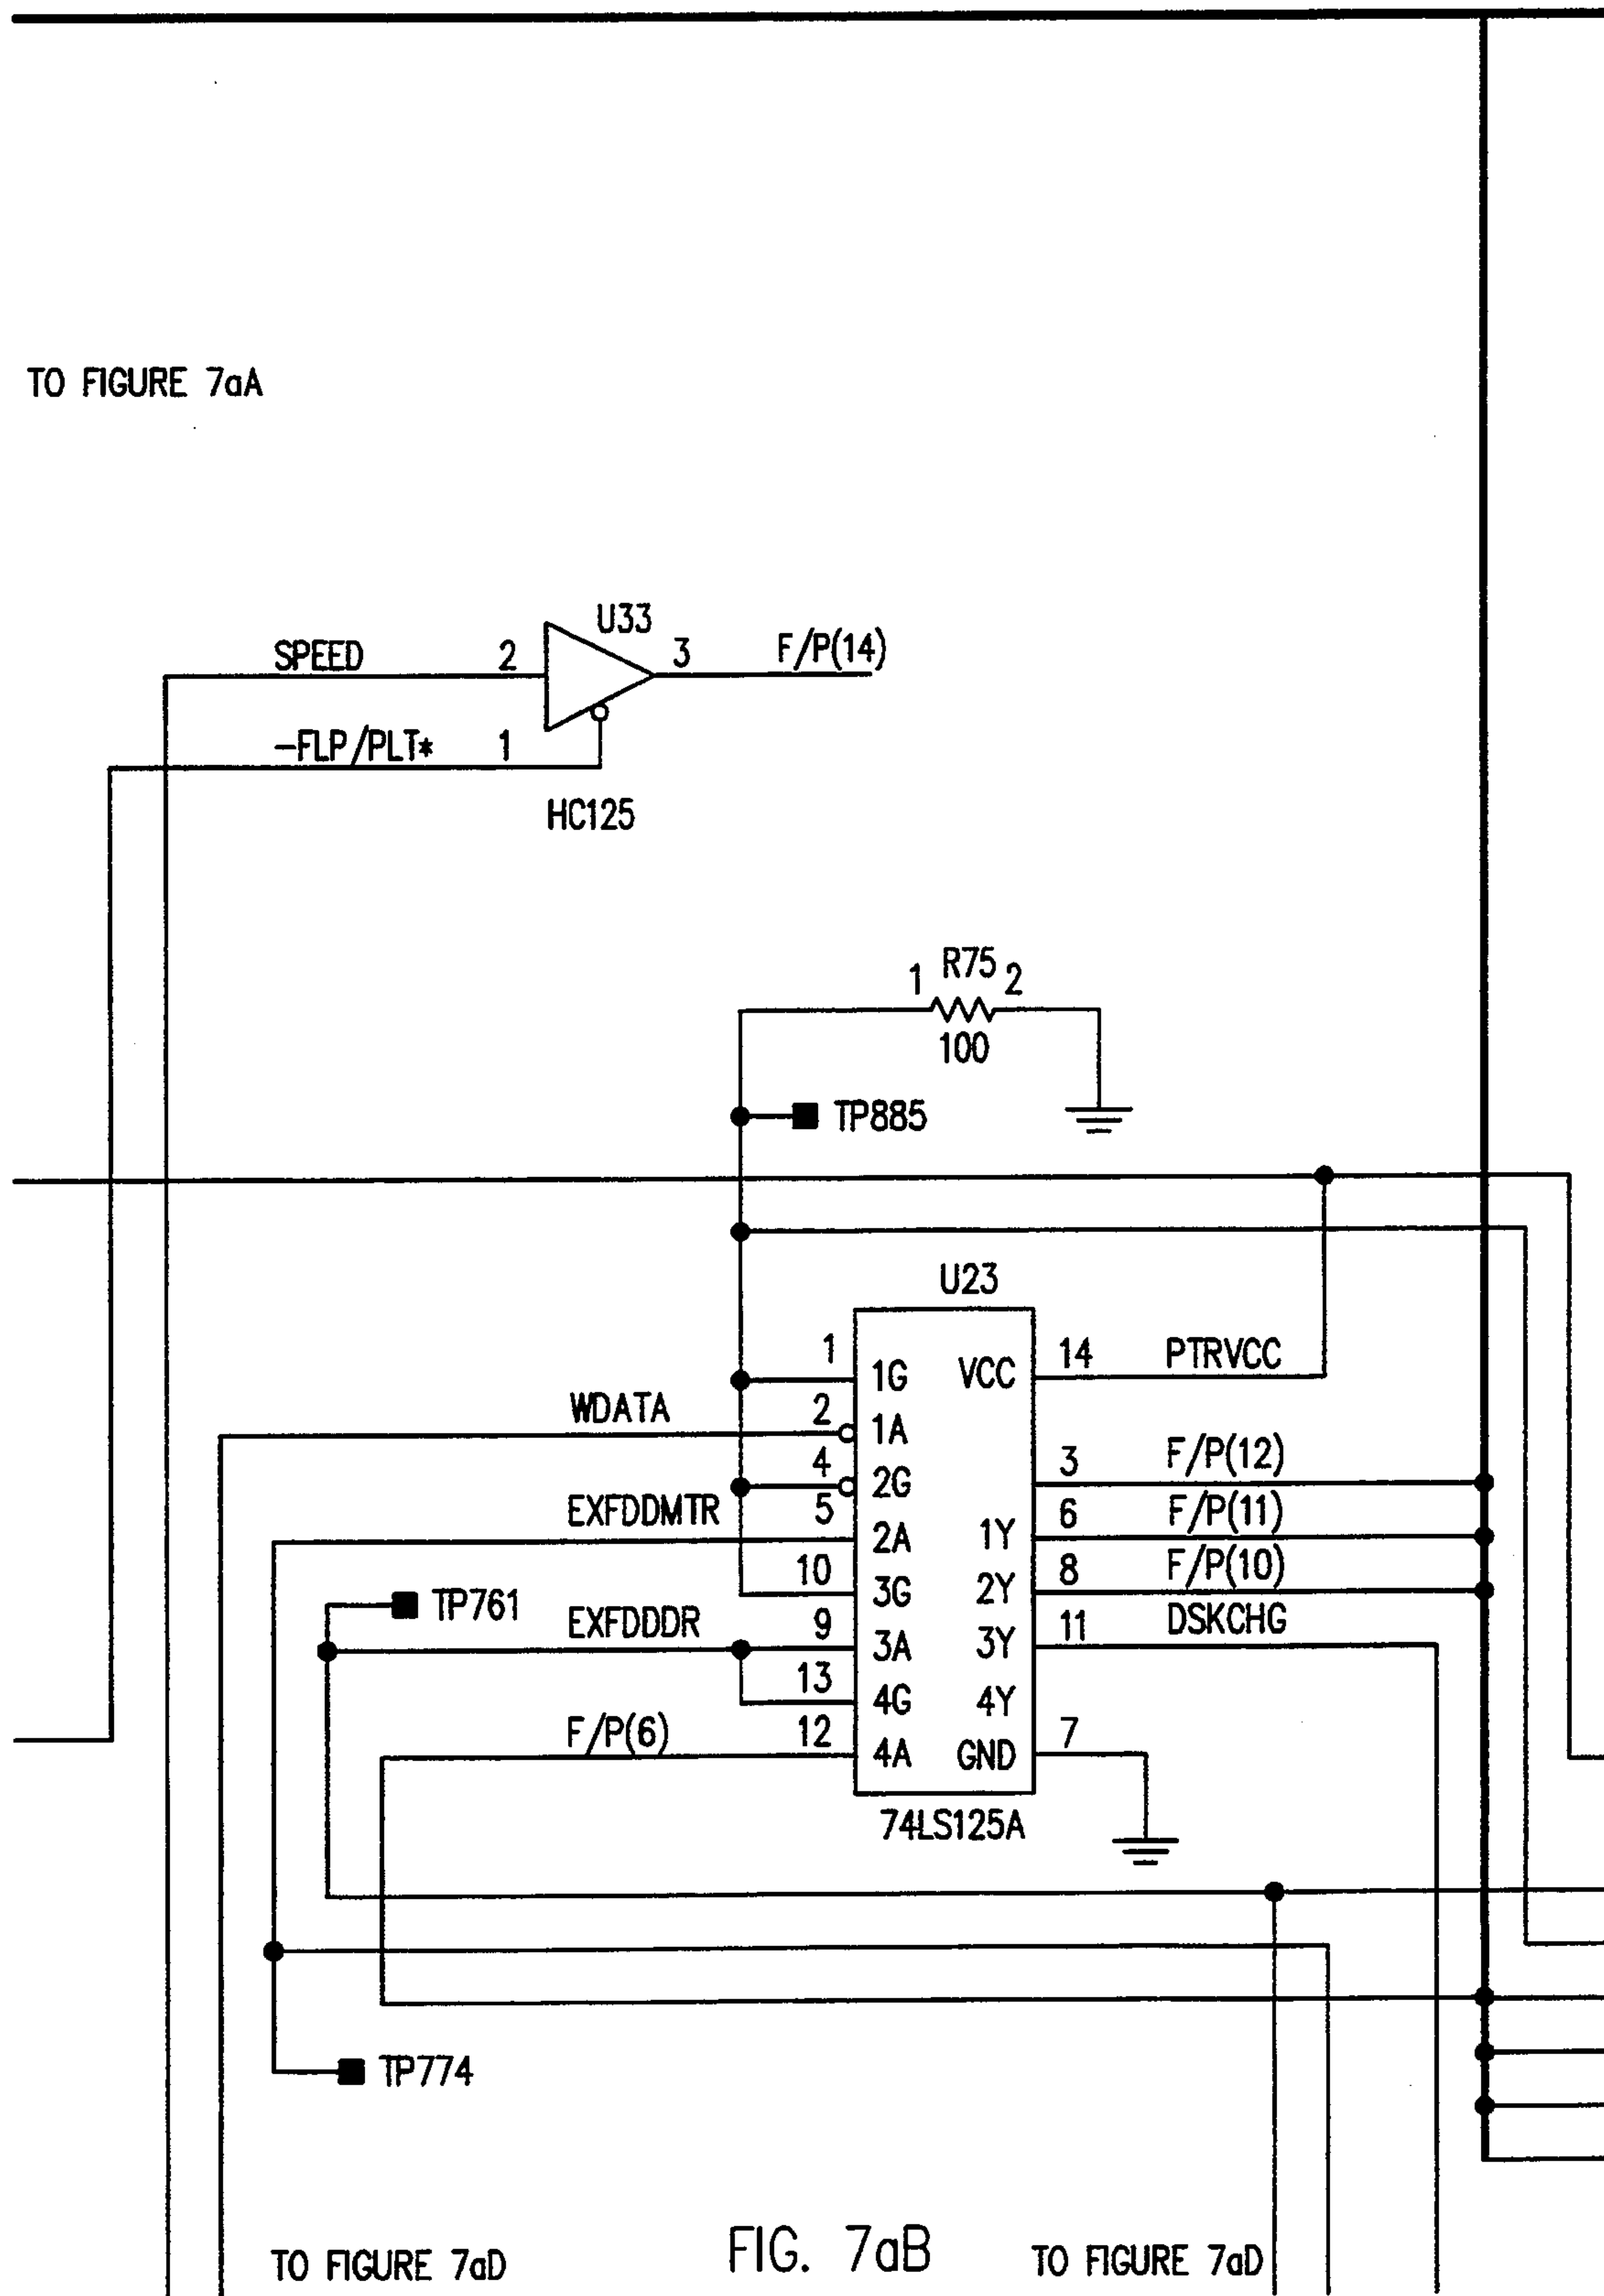 TO FIGURE 7aA
U33
SPEED 2 3 F/P(14)
-FLP/PLT* 1
HC125
1 R75 2
100
TP885
U23
1 1G VCC 14 PTRVCC
WDATA 2 1A
4 2G 3 F/P(12)
EXFDDMTR 5 2A 1Y 6 F/P(11)
10 3G 2Y 8 F/P(10)
TP761
EXFDDDR 9 3A 3Y 11 DSKCHG
13 4G 4Y
F/P(6) 12 4A GND 7
74LS125A
TP774
TO FIGURE 7aD FIG. 7aB TO FIGURE 7aD